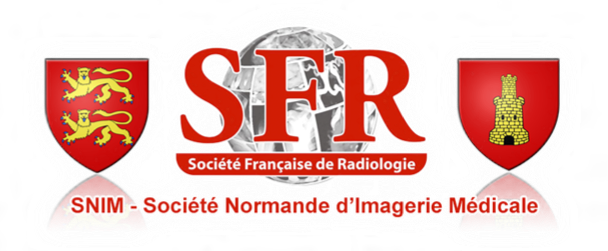 SFR
Société Française de Radiologie
SNIM - Société Normande d'Imagerie Médicale